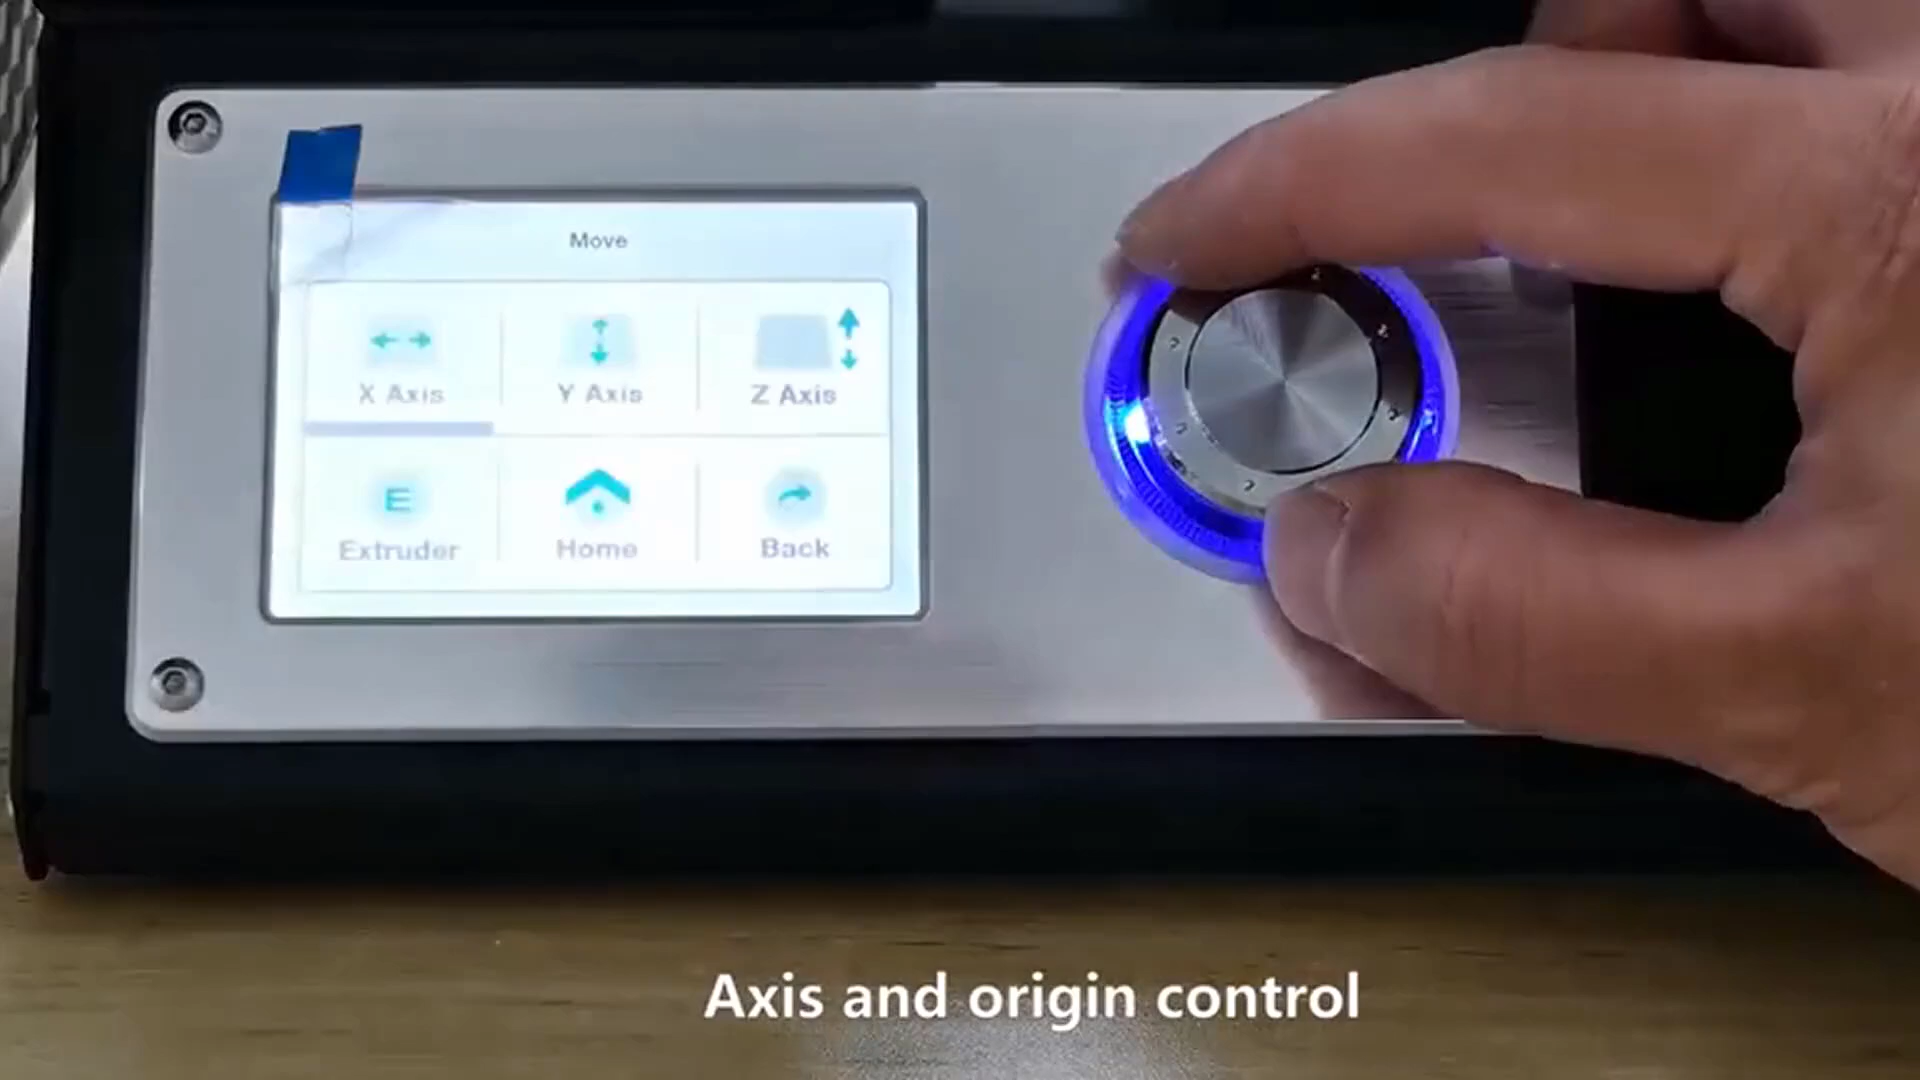 Move
X Axis
Y Axis
Z Axis
E
Extruder
Home
Back
Axis and origin control